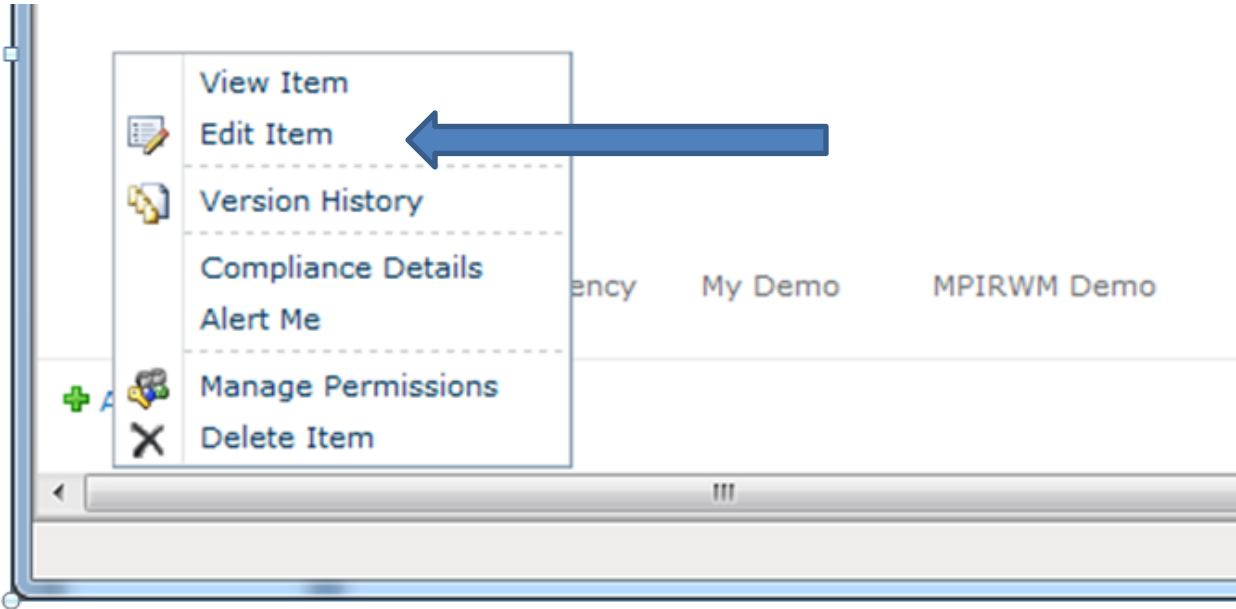 View Item
Edit Item
Version History
Compliance Details
ency My Demo MPIRWM Demo
Alert Me
Manage Permissions
A
Delete Item